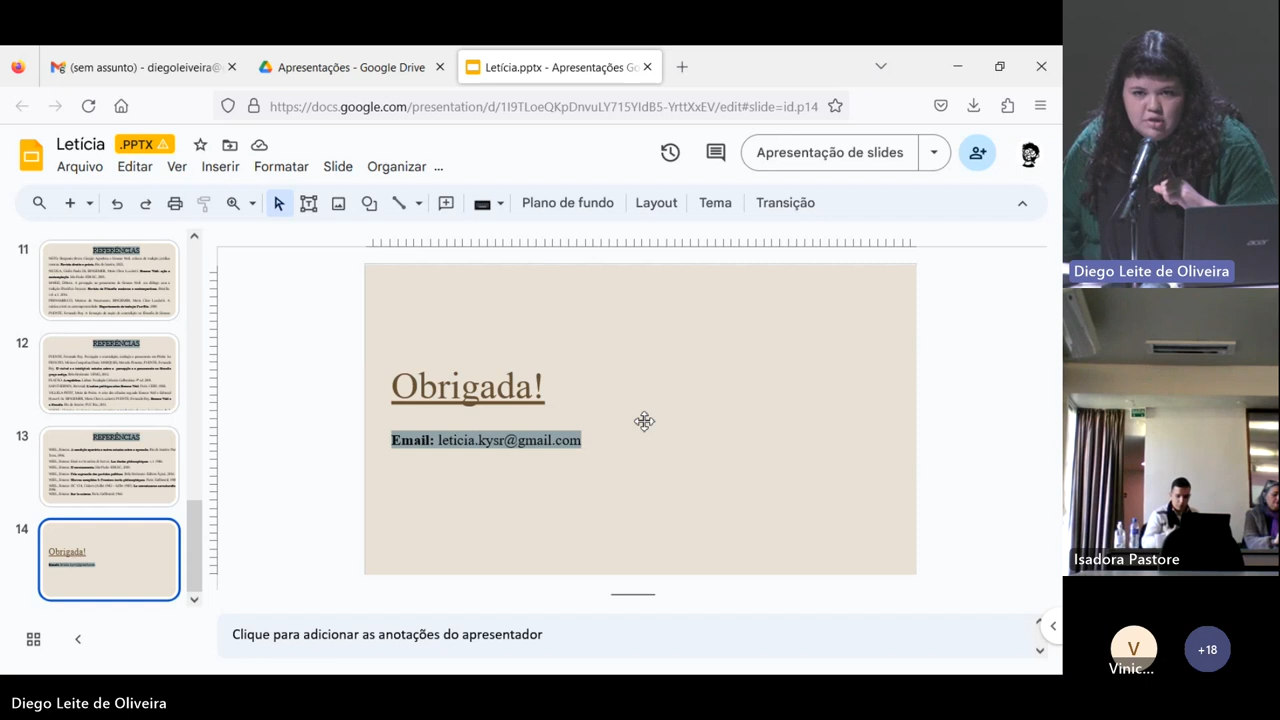 (sem assunto) - diegoleiveira@
Apresentações - Google Drive
Letícia.pptx - Apresentações Go
https://docs.google.com/presentation/d/1I9TLoeQKpDnvuLY715YIdB5-YrttXxEV/edit#slide=id.p14
Letícia
.PPTX
Arquivo
Editar
Ver
Inserir
Formatar
Slide
Organizar
...
Apresentação de slides
Plano de fundo
Layout
Tema
Transição
11
REFERÊNCIAS
12
REFERÊNCIAS
13
REFERÊNCIAS
14
Obrigada!
Obrigada!
Email: leticia.kysr@gmail.com
Clique para adicionar as anotações do apresentador
acer
Diego Leite de Oliveira
Isadora Pastore
V
Vinic...
+18
Diego Leite de Oliveira